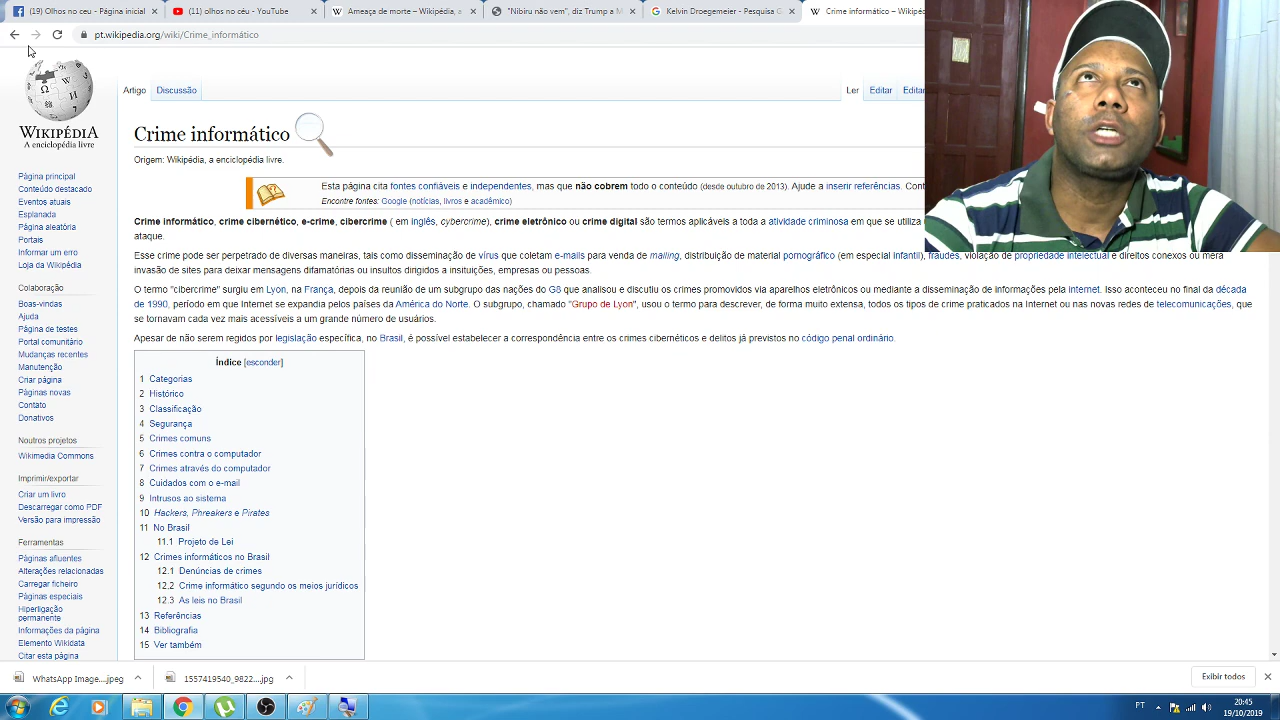 (19) Olhos no ceu - Página inicial
(11) olhos no céu - YouTube
Ameaça de morte – Wikipédia, a
"Nibiru não vem", diz Trump M
Kelvin Droegemeier - Pesquisa G
Crime informático – Wikipé
pt.wikipedia.org/wiki/Crime_informático
WIKIPÉDIA
A enciclopédia livre
Página principal
Conteúdo destacado
Eventos atuais
Esplanada
Página aleatória
Portais
Informar um erro
Loja da Wikipédia
Colaboração
Boas-vindas
Ajuda
Página de testes
Portal comunitário
Mudanças recentes
Manutenção
Criar página
Páginas novas
Contato
Donativos
Noutros projetos
Wikimedia Commons
Imprimir/exportar
Criar um livro
Descarregar como PDF
Versão para impressão
Ferramentas
Páginas afluentes
Alterações relacionadas
Carregar ficheiro
Páginas especiais
Hiperligação
permanente
Informações da página
Elemento Wikidata
Citar esta página
Artigo Discussão
Ler Editar Editar
Crime informático
Origem: Wikipédia, a enciclopédia livre.
Esta página cita fontes confiáveis e independentes, mas que não cobrem todo o conteúdo (desde outubro de 2013). Ajude a inserir referências. Cont
Encontre fontes: Google (notícias, livros e acadêmico)
Crime informático, crime cibernético, e-crime, cibercrime ( em inglês, cybercrime), crime eletrônico ou crime digital são termos aplicáveis a toda a atividade criminosa em que se utiliza
ataque.
Esse crime pode ser perpetrado de diversas maneiras, tais como disseminação de vírus que coletam e-mails para venda de mailing, distribuição de material pornográfico (em especial infantil), fraudes, violação de propriedade intelectual e direitos conexos ou mera
invasão de sites para deixar mensagens difamatórias ou insultos dirigidos a insituições, empresas ou pessoas.
O termo "cibercrime" surgiu em Lyon, na França, depois da reunião de um subgrupo das nações do G8 que analisou e discutiu os crimes promovidos via aparelhos eletrônicos ou mediante a disseminação de informações pela internet. Isso aconteceu no final da década
de 1990, período em que Internet se expandia pelos países da América do Norte. O subgrupo, chamado "Grupo de Lyon", usou o termo para descrever, de forma muito extensa, todos os tipos de crime praticados na Internet ou nas novas redes de telecomunicações, que
se tornavam cada vez mais acessíveis a um grande número de usuários.
Apesar de não serem regidos por legislação específica, no Brasil, é possível estabelecer a correspondência entre os crimes cibernéticos e delitos já previstos no código penal ordinário.
Índice [esconder]
1 Categorias
2 Histórico
3 Classificação
4 Segurança
5 Crimes comuns
6 Crimes contra o computador
7 Crimes através do computador
8 Cuidados com o e-mail
9 Intrusos ao sistema
10 Hackers, Phreakers e Pirates
11 No Brasil
11.1 Projeto de Lei
12 Crimes informáticos no Brasil
12.1 Denúncias de crimes
12.2 Crime informático segundo os meios jurídicos
12.3 As leis no Brasil
13 Referências
14 Bibliografia
15 Ver também
WhatsApp Image....jpeg
1557419540_9822....jpg
Exibir todos
PT
20:45
19/10/2019